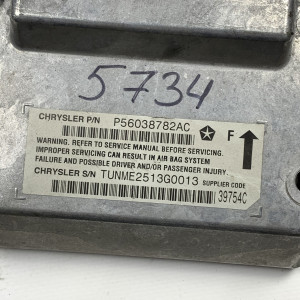 5734
CHRYSLER P/N P56038782AC
F
WARNING. REFER TO SERVICE MANUAL BEFORE SERVICING.
IMPROPER SERVICING CAN RESULT IN AIR BAG SYSTEM
FAILURE AND POSSIBLE DRIVER AND/OR PASSENGER INJURY.
CHRYSLER S/N TUNME2513G0013 SUPPLIER CODE
39754C